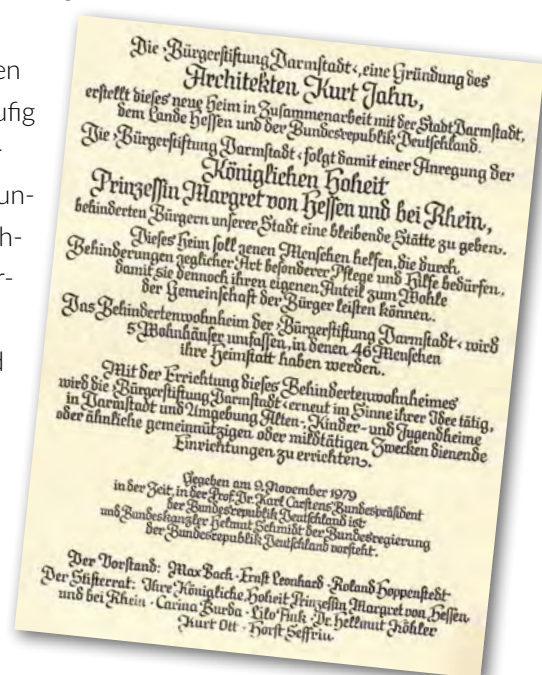 en
ufig
un-
h-
r-
d
Die ›Bürgerstiftung Darmstadt‹, eine Gründung des
Architekten Kurt Jahn,
erstellt dieses neue Heim in Zusammenarbeit mit der Stadt Darmstadt,
dem Lande Hessen und der Bundesrepublik Deutschland.
Die ›Bürgerstiftung Darmstadt‹ folgt damit einer Anregung der
Königlichen Hoheit
Prinzessin Margret von Hessen und bei Rhein,
behinderten Bürgern unserer Stadt eine bleibende Stätte zu geben.
Dieses Heim soll jenen Menschen helfen, die durch
Behinderungen jeglicher Art besonderer Pflege und Hilfe bedürfen,
damit sie dennoch ihren eigenen Anteil zum Wohle
der Gemeinschaft der Bürger leisten können.
Das Behindertenwohnheim der ›Bürgerstiftung Darmstadt‹ wird
5 Wohnhäuser umfassen, in denen 46 Menschen
ihre Heimstatt haben werden.
Mit der Errichtung dieses Behindertenwohnheimes
wird die ›Bürgerstiftung Darmstadt‹ erneut im Sinne ihrer Idee tätig,
in Darmstadt und Umgebung Alten-, Kinder- und Jugendheime
oder ähnliche gemeinnützigen oder mildtätigen Zwecken dienende
Einrichtungen zu errichten.
Gegeben am 9. November 1979
in der Zeit, in der Prof. Dr. Karl Carstens Bundespräsident
der Bundesrepublik Deutschland ist
und Bundeskanzler Helmut Schmidt der Bundesregierung
der Bundesrepublik Deutschland vorsteht.
Der Vorstand: Max Bach · Ernst Leonhard · Roland Hoppenstedt
Der Stifterrat: Ihre Königliche Hoheit Prinzessin Margret von Hessen
und bei Rhein · Carina Burda · Lilo Fink · Dr. Hellmut Köhler
Kurt Ott · Horst Seffrin